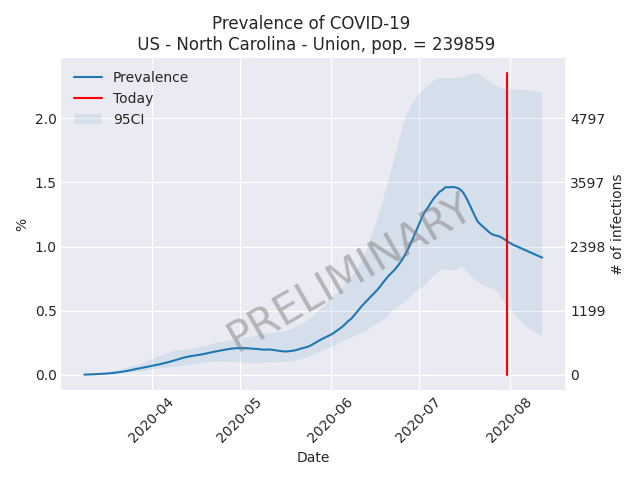 Prevalence of COVID-19
US - North Carolina - Union, pop. = 239859
Prevalence
Today
95CI
PRELIMINARY
%
2.0
1.5
1.0
0.5
0.0
4797
3597
2398
1199
0
# of infections
2020-04
2020-05
2020-06
2020-07
2020-08
Date